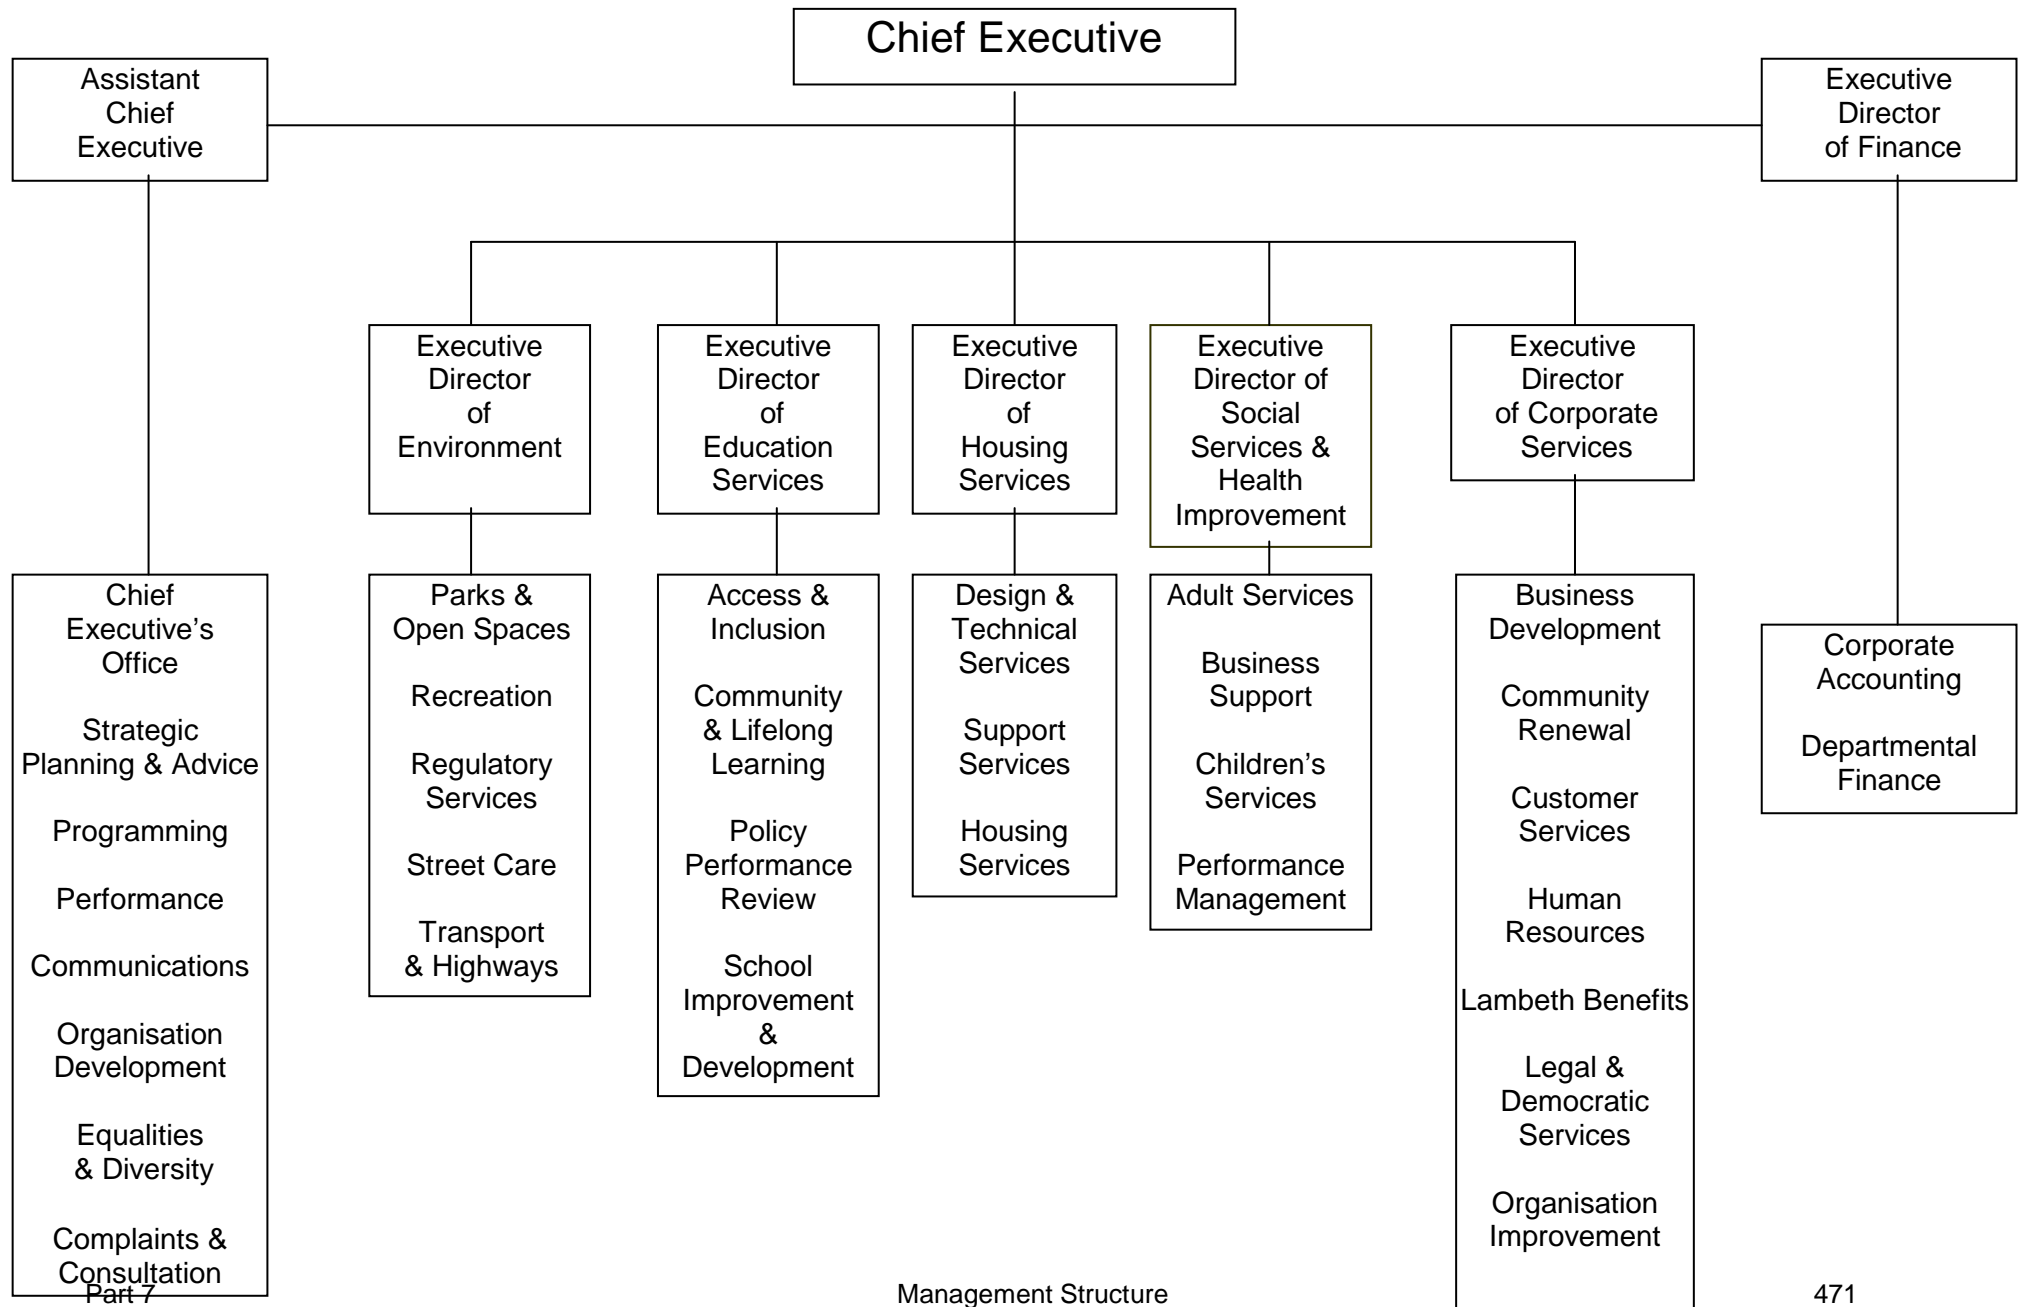 Chief Executive
Assistant
Chief
Executive
Executive
Director
of Finance
Executive
Director
of
Environment
Executive
Director
of
Education
Services
Executive
Director
of
Housing
Services
Executive
Director of
Social
Services &
Health
Improvement
Executive
Director
of Corporate
Services
Chief
Executive’s
Office
Strategic
Planning & Advice
Programming
Performance
Communications
Organisation
Development
Equalities
& Diversity
Complaints &
Consultation
Parks &
Open Spaces
Recreation
Regulatory
Services
Street Care
Transport
& Highways
Access &
Inclusion
Community
& Lifelong
Learning
Policy
Performance
Review
School
Improvement
&
Development
Design &
Technical
Services
Support
Services
Housing
Services
Adult Services
Business
Support
Children’s
Services
Performance
Management
Business
Development
Community
Renewal
Customer
Services
Human
Resources
Lambeth Benefits
Legal &
Democratic
Services
Organisation
Improvement
Corporate
Accounting
Departmental
Finance
Part 7
Management Structure
471